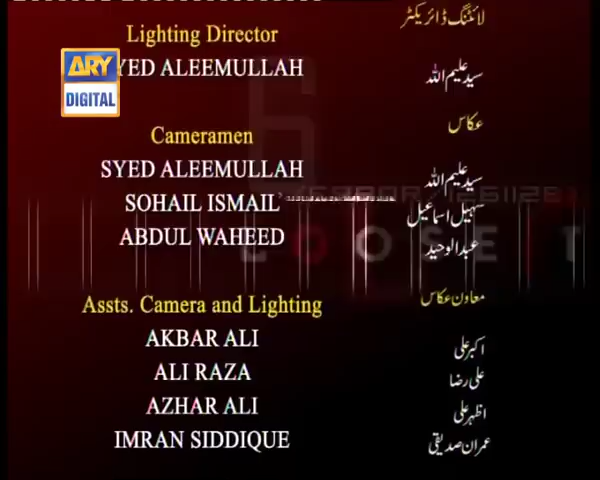 Lighting Director
لائٹنگ ڈائریکٹر
ARY
DIGITAL
YED ALEEMULLAH
سید علیم اللہ
Cameramen
عکاس
SYED ALEEMULLAH
سید علیم اللہ
SOHAIL ISMAIL
سہیل اسماعیل
ABDUL WAHEED
عبدالوحید
Assts. Camera and Lighting
معاون عکاس
AKBAR ALI
اکبر علی
ALI RAZA
علی رضا
AZHAR ALI
اظہر علی
IMRAN SIDDIQUE
عمران صدیقی